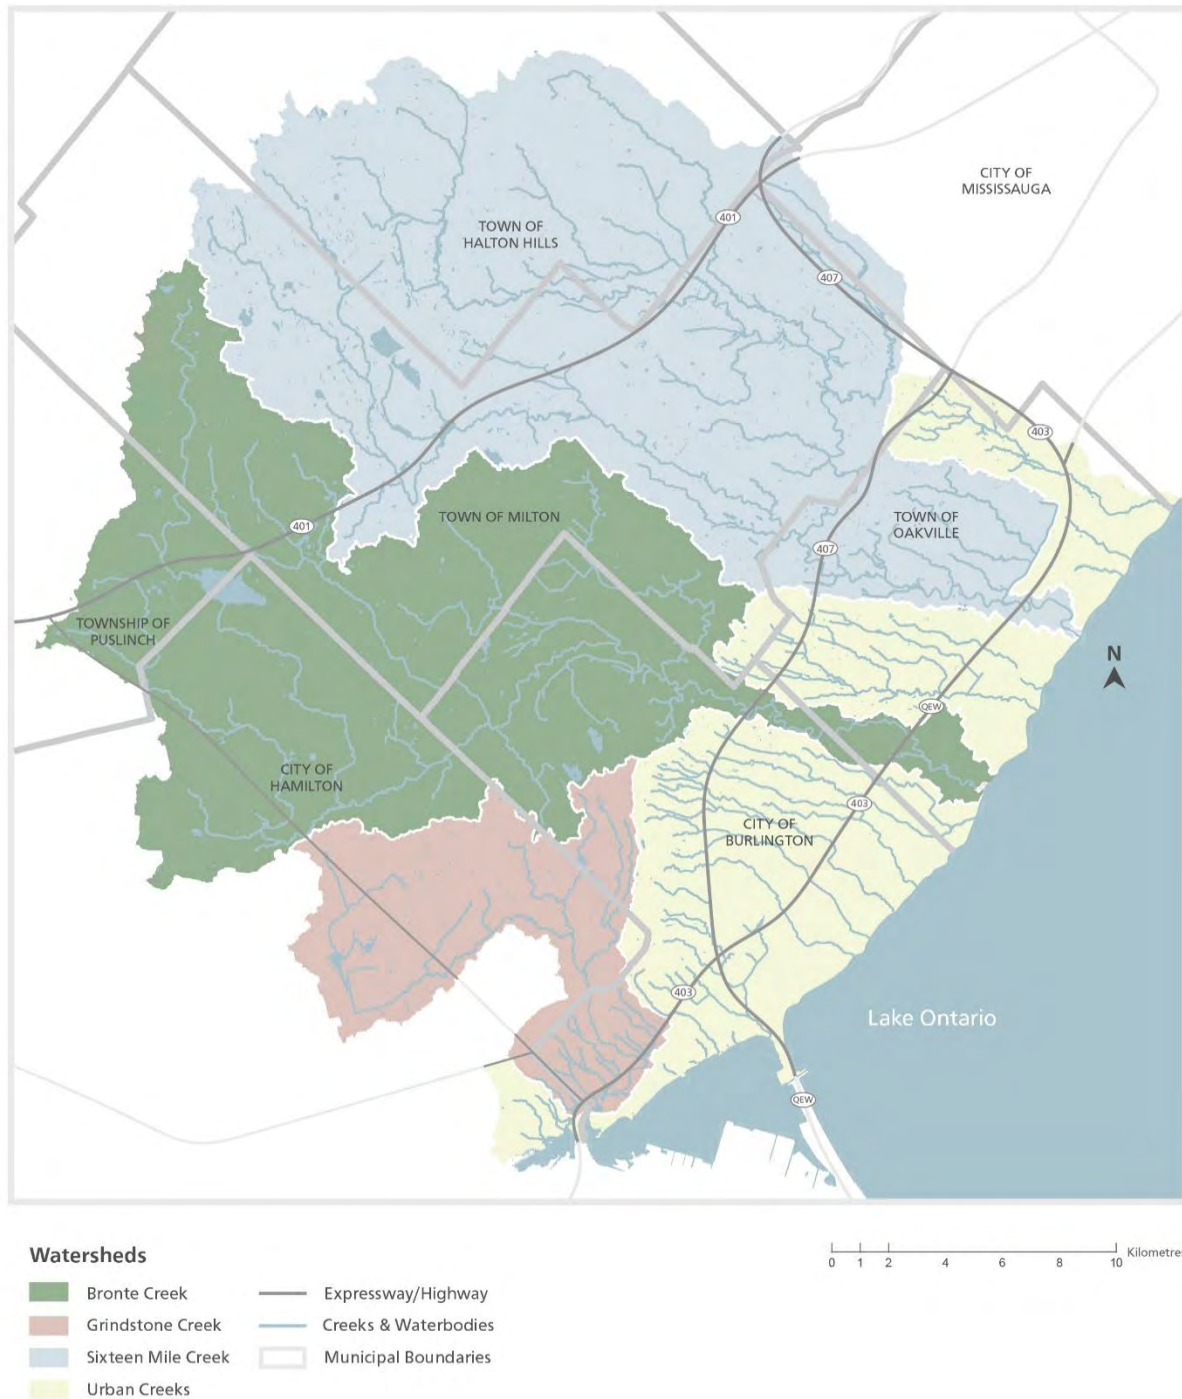 CITY OF
MISSISSAUGA
TOWN OF
HALTON HILLS
401
407
403
TOWN OF MILTON
401
TOWN OF
OAKVILLE
407
TOWNSHIP OF
PUSLINCH
N
QEW
CITY OF
HAMILTON
403
CITY OF
BURLINGTON
403
Lake Ontario
QEW
Watersheds
Bronte Creek
Grindstone Creek
Sixteen Mile Creek
Urban Creeks
Expressway/Highway
Creeks & Waterbodies
Municipal Boundaries
0 1 2 4 6 8 10 Kilometres